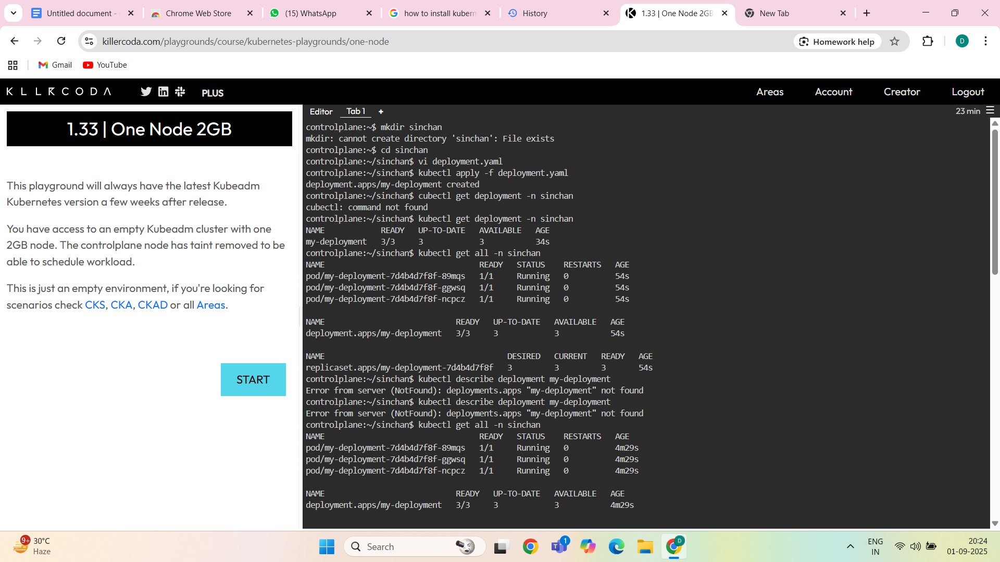 Untitled document -
Chrome Web Store
(15) WhatsApp
how to install kubern
History
1.33 | One Node 2GB
New Tab
killercoda.com/playgrounds/course/kubernetes-playgrounds/one-node
Homework help
D
Gmail
YouTube
KLLRCODA
PLUS
Areas
Account
Creator
Logout
1.33 | One Node 2GB
This playground will always have the latest Kubeadm
Kubernetes version a few weeks after release.
You have access to an empty Kubeadm cluster with one
2GB node. The controlplane node has taint removed to be
able to schedule workload.
This is just an empty environment, if you're looking for
scenarios check CKS, CKA, CKAD or all Areas.
START
Editor
Tab 1
+
23 min
controlplane:~$ mkdir sinchan
mkdir: cannot create directory 'sinchan': File exists
controlplane:~$ cd sinchan
controlplane:~/sinchan$ vi deployment.yaml
controlplane:~/sinchan$ kubectl apply -f deployment.yaml
deployment.apps/my-deployment created
controlplane:~/sinchan$ cubectl get deployment -n sinchan
cubectl: command not found
controlplane:~/sinchan$ kubectl get deployment -n sinchan
NAME            READY   UP-TO-DATE   AVAILABLE   AGE
my-deployment   3/3     3            3           34s
controlplane:~/sinchan$ kubectl get all -n sinchan
NAME                                 READY   STATUS    RESTARTS   AGE
pod/my-deployment-7d4b4d7f8f-89mqs   1/1     Running   0          54s
pod/my-deployment-7d4b4d7f8f-ggwsq   1/1     Running   0          54s
pod/my-deployment-7d4b4d7f8f-ncpcz   1/1     Running   0          54s
NAME                            READY   UP-TO-DATE   AVAILABLE   AGE
deployment.apps/my-deployment   3/3     3            3           54s
NAME                                       DESIRED   CURRENT   READY   AGE
replicaset.apps/my-deployment-7d4b4d7f8f   3         3         3       54s
controlplane:~/sinchan$ kubectl describe deployment my-deployment
Error from server (NotFound): deployments.apps "my-deployment" not found
controlplane:~/sinchan$ kubectl describe deployment my-deployment
Error from server (NotFound): deployments.apps "my-deployment" not found
controlplane:~/sinchan$ kubectl get all -n sinchan
NAME                                 READY   STATUS    RESTARTS   AGE
pod/my-deployment-7d4b4d7f8f-89mqs   1/1     Running   0          4m29s
pod/my-deployment-7d4b4d7f8f-ggwsq   1/1     Running   0          4m29s
pod/my-deployment-7d4b4d7f8f-ncpcz   1/1     Running   0          4m29s
NAME                            READY   UP-TO-DATE   AVAILABLE   AGE
deployment.apps/my-deployment   3/3     3            3           4m29s
9+
30°C
Haze
Search
1
D
ENG
IN
20:24
01-09-2025